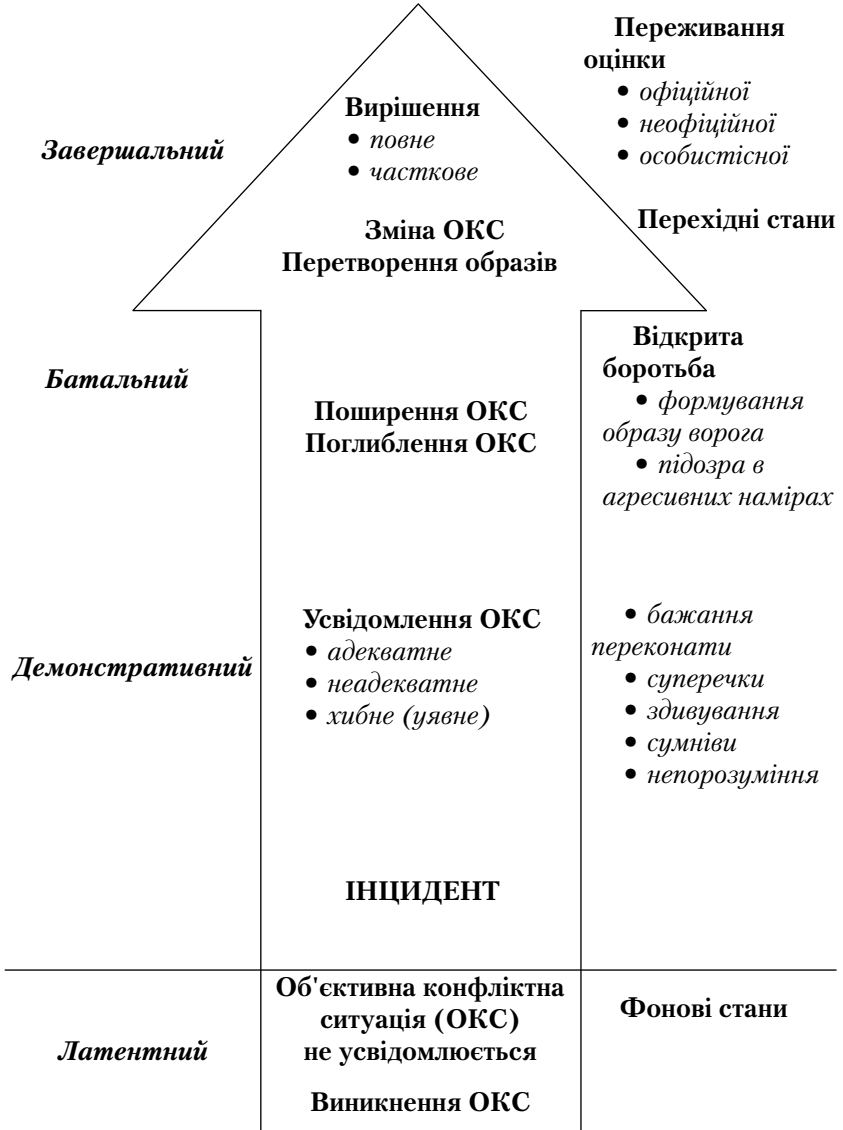 Переживання
оцінки
• офіційної
• неофіційної
• особистісної
Вирішення
• повне
• часткове
Завершальний
Перехідні стани
Зміна ОКС
Перетворення образів
Відкрита
боротьба
• формування
образу ворога
• підозра в
агресивних намірах
Батальний
Поширення ОКС
Поглиблення ОКС
Усвідомлення ОКС
• адекватне
• неадекватне
• хибне (уявне)
Демонстративний
• бажання
переконати
• суперечки
• здивування
• сумніви
• непорозуміння
ІНЦИДЕНТ
Об'єктивна конфліктна
ситуація (ОКС)
не усвідомлюється
Виникнення ОКС
Латентний
Фонові стани